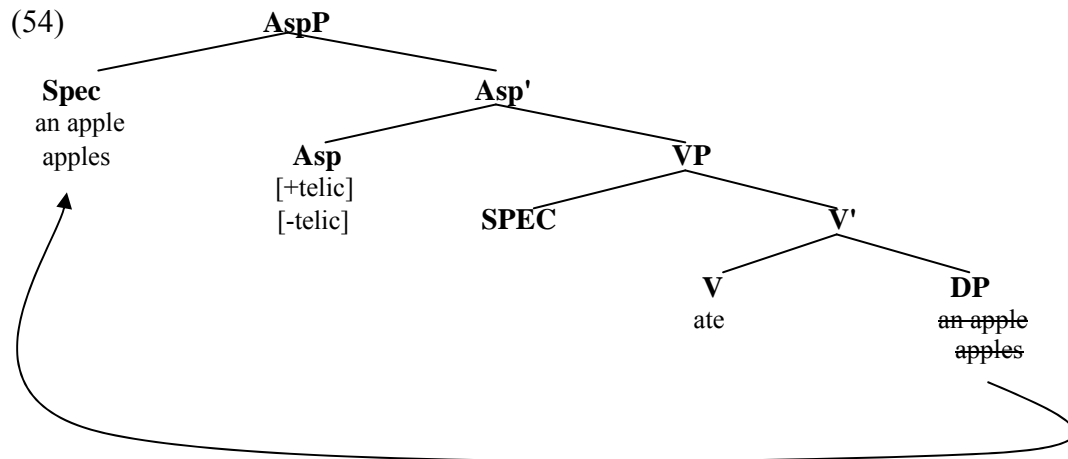 (54) AspP
Spec Asp'
an apple
apples
Asp VP
[+telic]
[-telic]
SPEC V'
V DP
ate an apple
apples